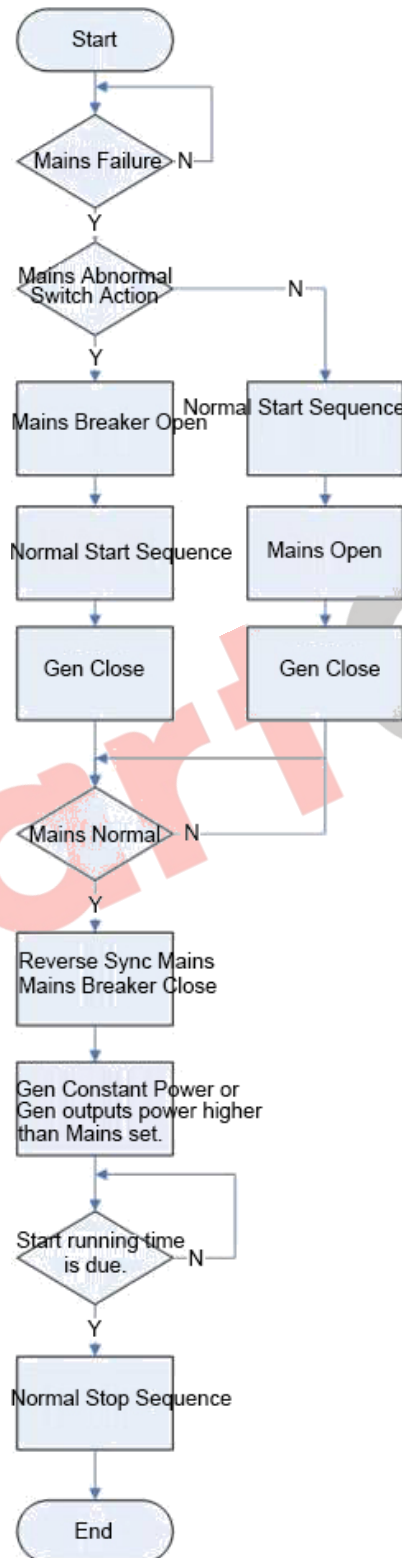 Start
Mains Failure
N
Y
Mains Abnormal
Switch Action
N
Y
Mains Breaker Open
Normal Start Sequence
Normal Start Sequence
Mains Open
Gen Close
Gen Close
Mains Normal
N
Y
Reverse Sync Mains
Mains Breaker Close
Gen Constant Power or
Gen outputs power higher
than Mains set.
Start running time
is due.
N
Y
Normal Stop Sequence
End